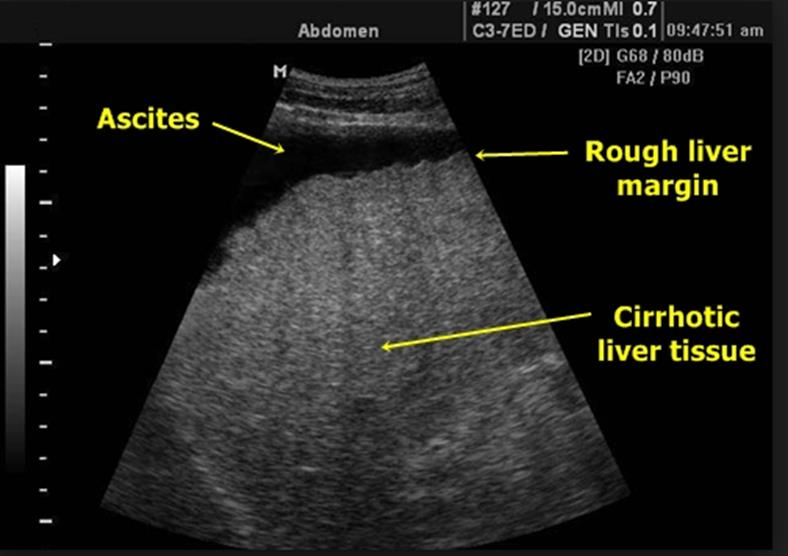 #127 / 15.0cm MI 0.7
Abdomen C3-7ED / GEN TIs 0.1 09:47:51 am
[2D] G68 / 80dB
FA2 / P90
M
Ascites
Rough liver
margin
Cirrhotic
liver tissue